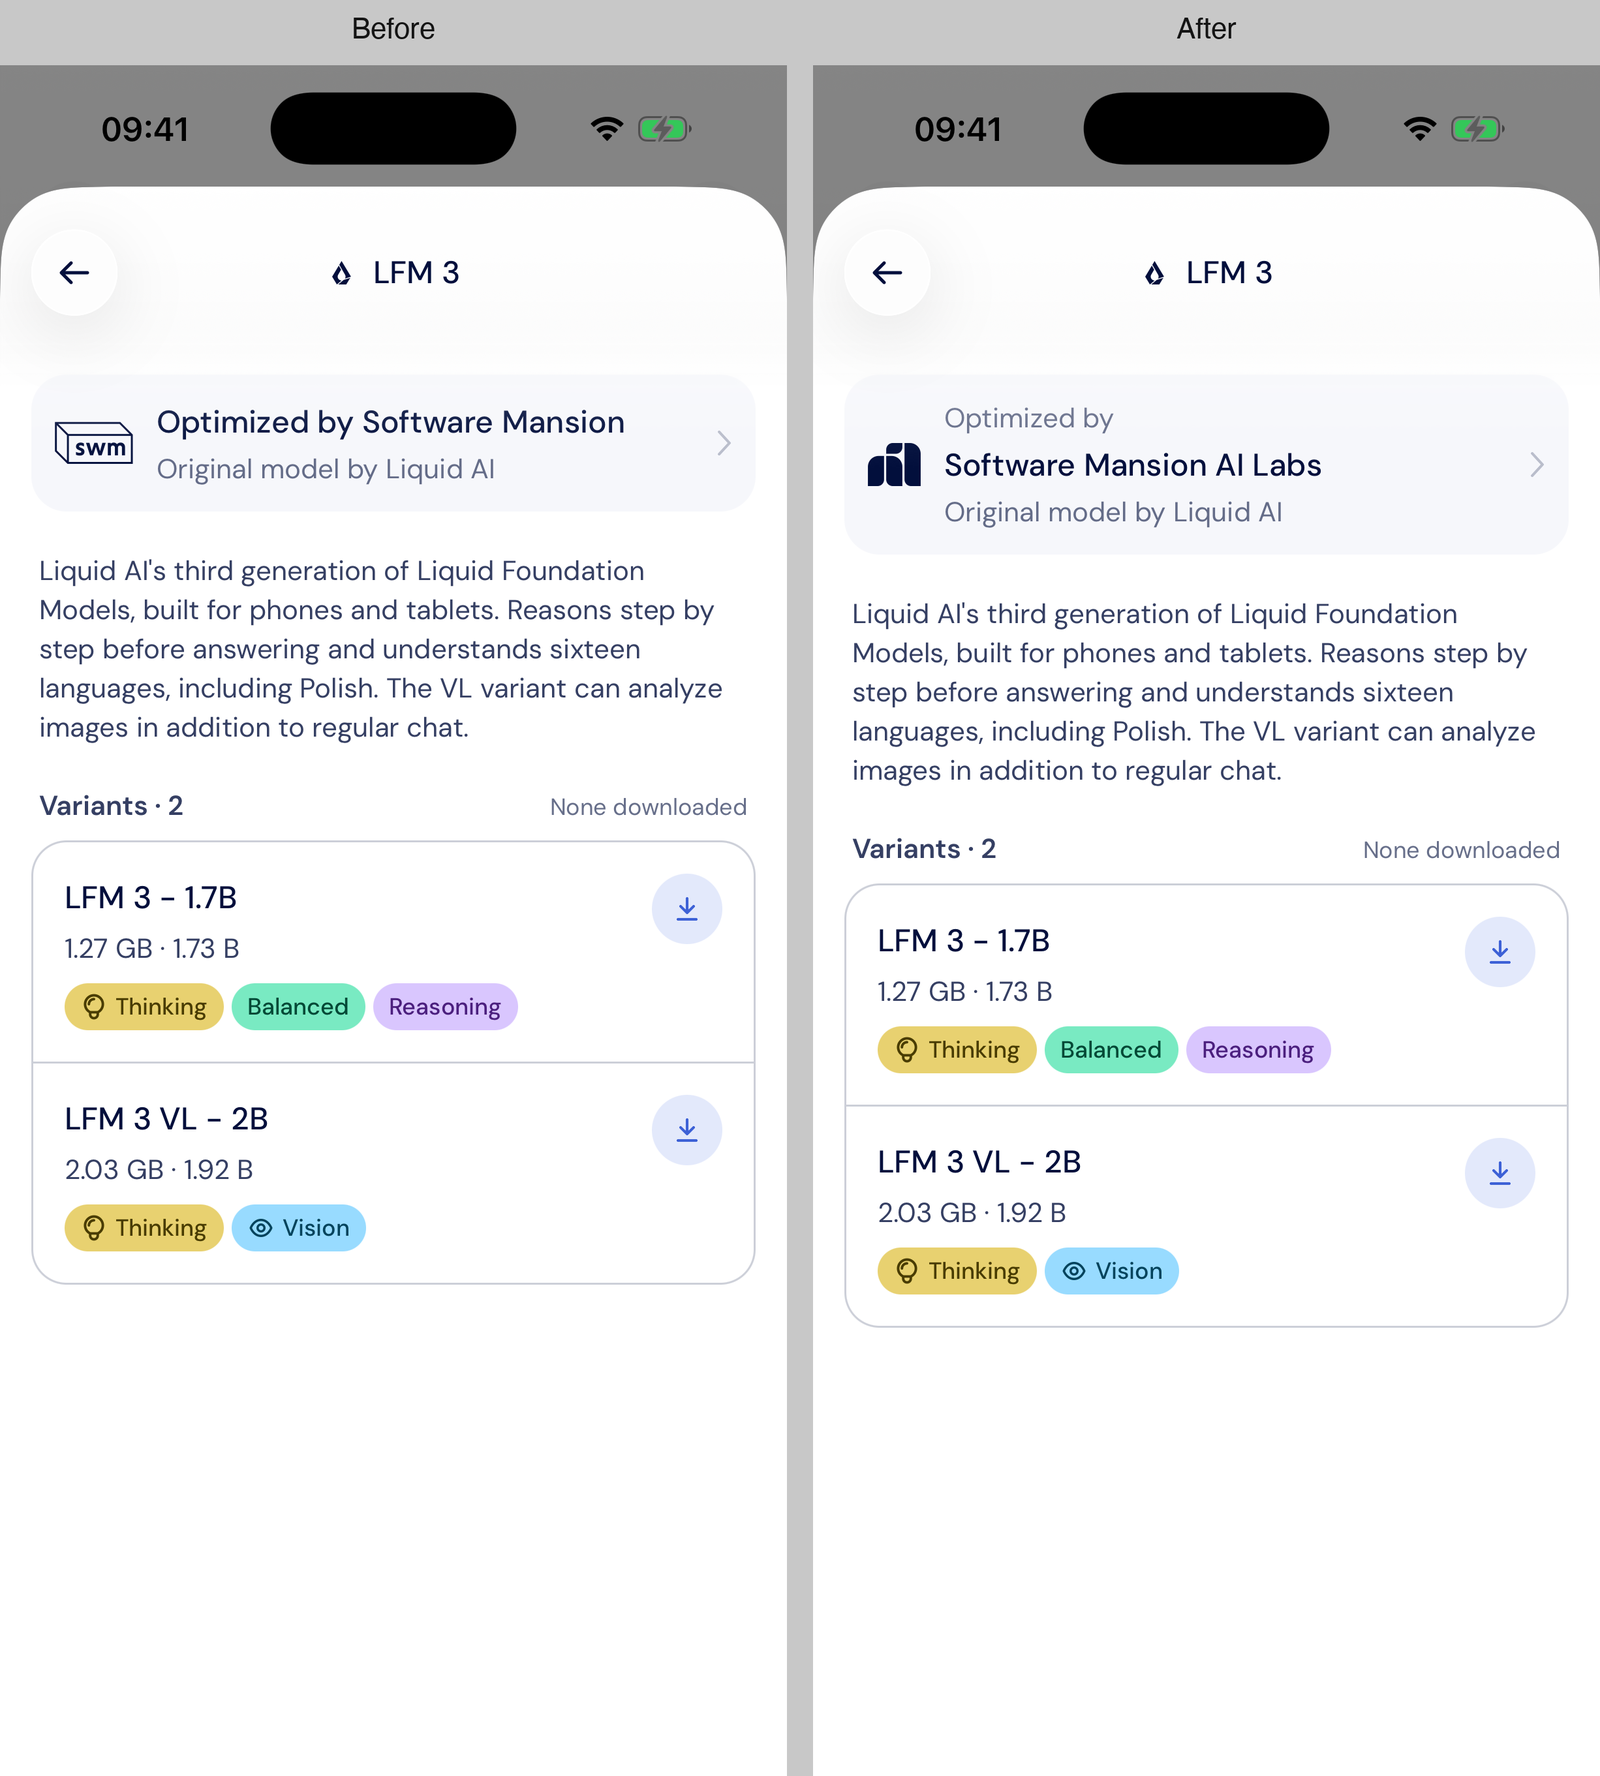 Before
09:41
LFM 3
swm
Optimized by Software Mansion
Original model by Liquid AI
Liquid AI's third generation of Liquid Foundation
Models, built for phones and tablets. Reasons step by
step before answering and understands sixteen
languages, including Polish. The VL variant can analyze
images in addition to regular chat.
Variants · 2
None downloaded
LFM 3 - 1.7B
1.27 GB · 1.73 B
Thinking
Balanced
Reasoning
LFM 3 VL - 2B
2.03 GB · 1.92 B
Thinking
Vision
After
09:41
LFM 3
Optimized by
Software Mansion AI Labs
Original model by Liquid AI
Liquid AI's third generation of Liquid Foundation
Models, built for phones and tablets. Reasons step by
step before answering and understands sixteen
languages, including Polish. The VL variant can analyze
images in addition to regular chat.
Variants · 2
None downloaded
LFM 3 - 1.7B
1.27 GB · 1.73 B
Thinking
Balanced
Reasoning
LFM 3 VL - 2B
2.03 GB · 1.92 B
Thinking
Vision